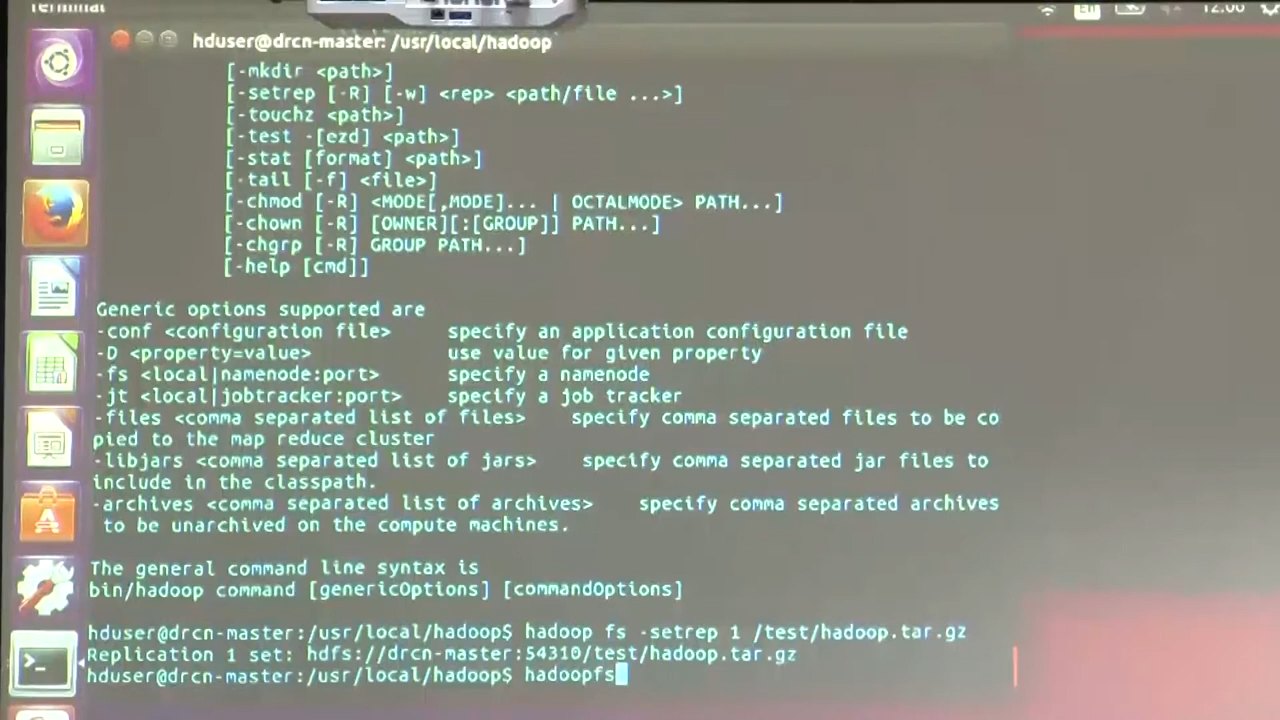 Terminal
12:00
hduser@drcn-master: /usr/local/hadoop
[-mkdir <path>]
[-setrep [-R] [-w] <rep> <path/file ...>]
[-touchz <path>]
[-test -[ezd] <path>]
[-stat [format] <path>]
[-tail [-f] <file>]
[-chmod [-R] <MODE[,MODE]... | OCTALMODE> PATH...]
[-chown [-R] [OWNER][:[GROUP]] PATH...]
[-chgrp [-R] GROUP PATH...]
[-help [cmd]]
Generic options supported are
-conf <configuration file>     specify an application configuration file
-D <property=value>            use value for given property
-fs <local|namenode:port>      specify a namenode
-jt <local|jobtracker:port>    specify a job tracker
-files <comma separated list of files>    specify comma separated files to be co
pied to the map reduce cluster
-libjars <comma separated list of jars>    specify comma separated jar files to
include in the classpath.
-archives <comma separated list of archives>    specify comma separated archives
to be unarchived on the compute machines.
The general command line syntax is
bin/hadoop command [genericOptions] [commandOptions]
hduser@drcn-master:/usr/local/hadoop$ hadoop fs -setrep 1 /test/hadoop.tar.gz
Replication 1 set: hdfs://drcn-master:54310/test/hadoop.tar.gz
hduser@drcn-master:/usr/local/hadoop$ hadoopfs